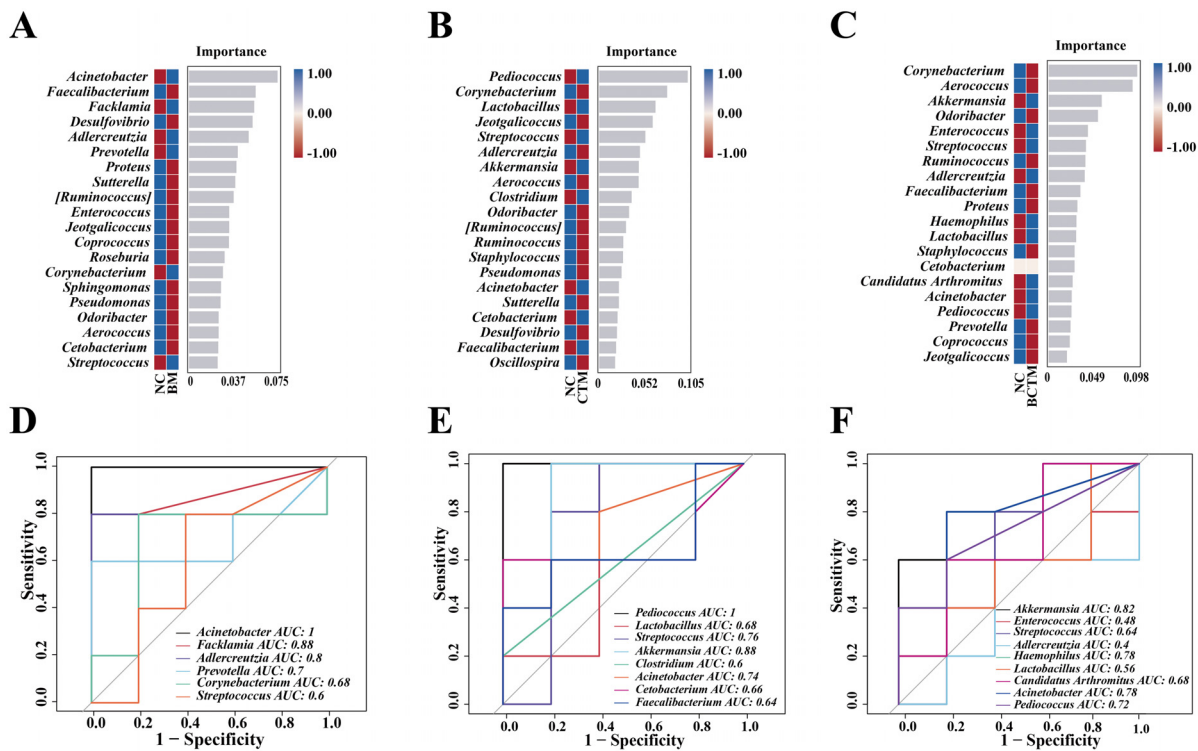 A
Importance
Acinetobacter
Faecalibacterium
Facklamia
Desulfovibrio
Adlercreutzia
Prevotella
Proteus
Sutterella
[Ruminococcus]
Enterococcus
Jeotgalicoccus
Coprococcus
Roseburia
Corynebacterium
Sphingomonas
Pseudomonas
Odoribacter
Aerococcus
Cetobacterium
Streptococcus
NC
BM
0 0.037 0.075
1.00
0.00
-1.00
B
Importance
Pediococcus
Corynebacterium
Lactobacillus
Jeotgalicoccus
Streptococcus
Adlercreutzia
Akkermansia
Aerococcus
Clostridium
Odoribacter
[Ruminococcus]
Ruminococcus
Staphylococcus
Pseudomonas
Acinetobacter
Sutterella
Cetobacterium
Desulfovibrio
Faecalibacterium
Oscillospira
NC
CTM
0 0.052 0.105
1.00
0.00
-1.00
C
Importance
Corynebacterium
Aerococcus
Akkermansia
Odoribacter
Enterococcus
Streptococcus
Ruminococcus
Adlercreutzia
Faecalibacterium
Proteus
Haemophilus
Lactobacillus
Staphylococcus
Cetobacterium
Candidatus Arthromitus
Acinetobacter
Pediococcus
Prevotella
Coprococcus
Jeotgalicoccus
NC
BCTM
0 0.049 0.098
1.00
0.00
-1.00
D
Sensitivity
1.0
0.8
0.6
0.4
0.2
0.0
Acinetobacter AUC: 1
Facklamia AUC: 0.88
Adlercreutzia AUC: 0.8
Prevotella AUC: 0.7
Corynebacterium AUC: 0.68
Streptococcus AUC: 0.6
0.0 0.2 0.4 0.6 0.8 1.0
1 − Specificity
E
Sensitivity
1.0
0.8
0.6
0.4
0.2
0.0
Pediococcus AUC: 1
Lactobacillus AUC: 0.68
Streptococcus AUC: 0.76
Akkermansia AUC: 0.88
Clostridium AUC: 0.6
Acinetobacter AUC: 0.74
Cetobacterium AUC: 0.66
Faecalibacterium AUC: 0.64
0.0 0.2 0.4 0.6 0.8 1.0
1 − Specificity
F
Sensitivity
1.0
0.8
0.6
0.4
0.2
0.0
Akkermansia AUC: 0.82
Enterococcus AUC: 0.48
Streptococcus AUC: 0.64
Adlercreutzia AUC: 0.4
Haemophilus AUC: 0.78
Lactobacillus AUC: 0.56
Candidatus Arthromitus AUC: 0.68
Acinetobacter AUC: 0.78
Pediococcus AUC: 0.72
0.0 0.2 0.4 0.6 0.8 1.0
1 − Specificity